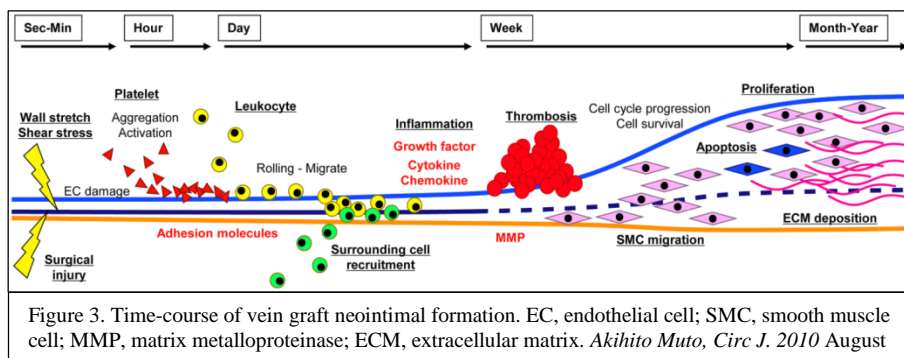 Sec-Min
Hour
Day
Week
Month-Year
Wall stretch
Shear stress
Platelet
Aggregation
Activation
Leukocyte
Rolling - Migrate
Inflammation
Growth factor
Cytokine
Chemokine
Thrombosis
Cell cycle progression
Cell survival
Proliferation
Apoptosis
EC damage
Adhesion molecules
Surrounding cell
recruitment
MMP
SMC migration
ECM deposition
Surgical
injury
Figure 3. Time-course of vein graft neointimal formation. EC, endothelial cell; SMC, smooth muscle
cell; MMP, matrix metalloproteinase; ECM, extracellular matrix. Akihito Muto, Circ J. 2010 August